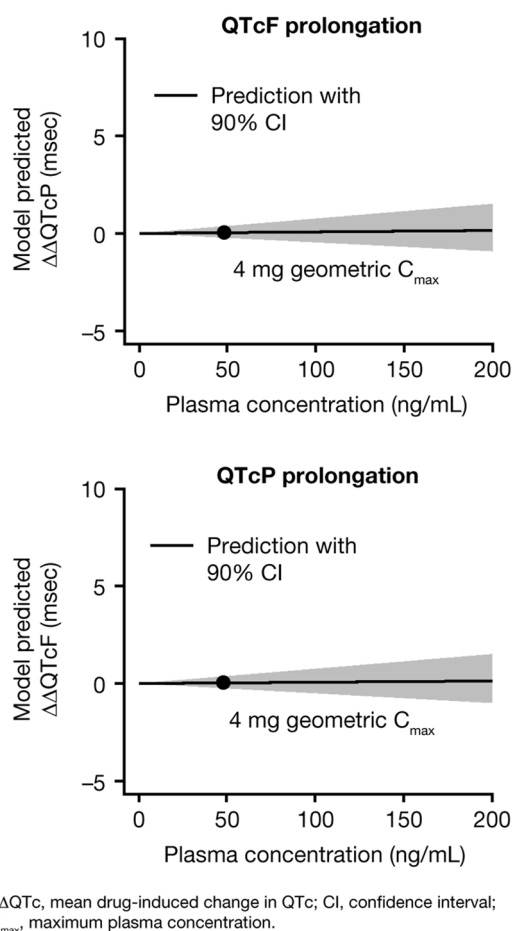 QTcF prolongation
10
5
0
–5
Model predicted
ΔΔQTcP (msec)
Prediction with
90% CI
4 mg geometric Cmax
0 50 100 150 200
Plasma concentration (ng/mL)
QTcP prolongation
10
5
0
–5
Model predicted
ΔΔQTcF (msec)
Prediction with
90% CI
4 mg geometric Cmax
0 50 100 150 200
Plasma concentration (ng/mL)
ΔQTc, mean drug-induced change in QTc; CI, confidence interval;
max, maximum plasma concentration.